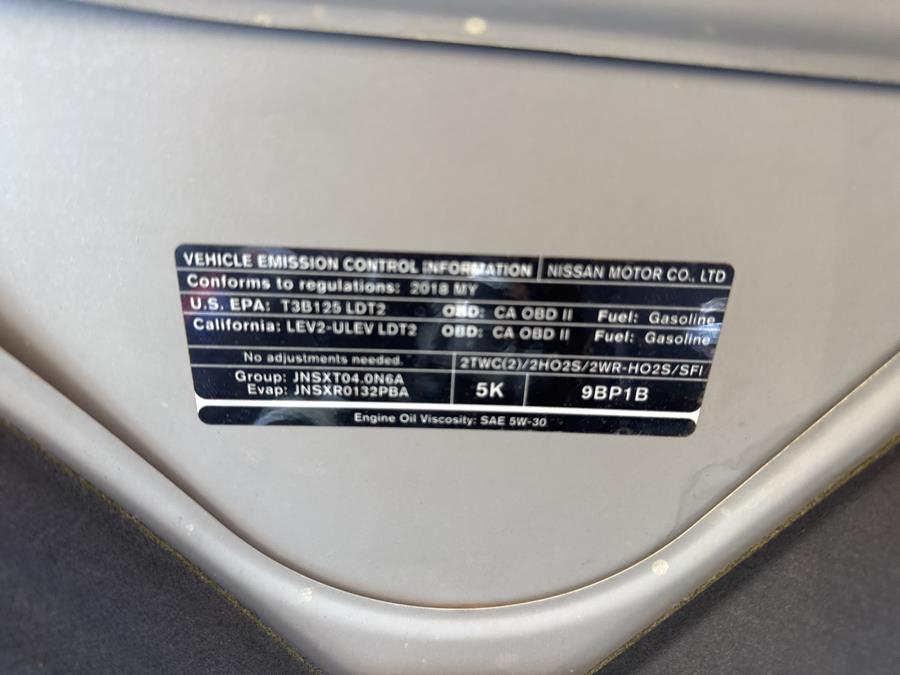 VEHICLE EMISSION CONTROL INFORMATION NISSAN MOTOR CO., LTD
Conforms to regulations: 2018 MY
U.S. EPA: T3B125 LDT2 OBD: CA OBD II Fuel: Gasoline
California: LEV2-ULEV LDT2 OBD: CA OBD II Fuel: Gasoline
No adjustments needed. 2TWC(2)/2HO2S/2WR-HO2S/SFI
Group: JNSXT04.0N6A
Evap: JNSXR0132PBA
5K 9BP1B
Engine Oil Viscosity: SAE 5W-30